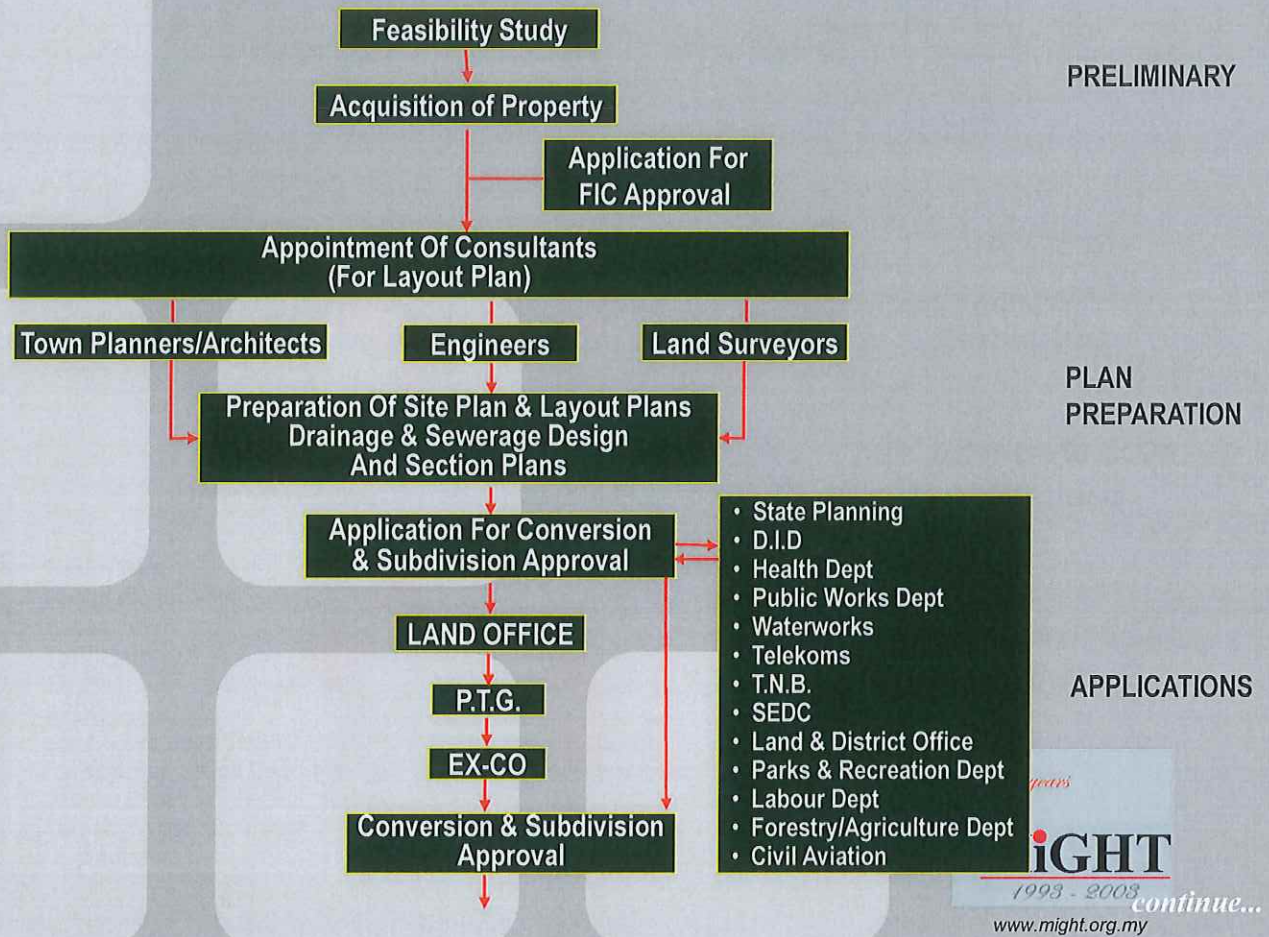 Feasibility Study
PRELIMINARY
Acquisition of Property
Application For
FIC Approval
Appointment Of Consultants
(For Layout Plan)
Town Planners/Architects
Engineers
Land Surveyors
PLAN
PREPARATION
Preparation Of Site Plan & Layout Plans
Drainage & Sewerage Design
And Section Plans
Application For Conversion
& Subdivision Approval
• State Planning
• D.I.D
• Health Dept
• Public Works Dept
• Waterworks
• Telekoms
• T.N.B.
• SEDC
• Land & District Office
• Parks & Recreation Dept
• Labour Dept
• Forestry/Agriculture Dept
• Civil Aviation
LAND OFFICE
P.T.G.
EX-CO
Conversion & Subdivision
Approval
APPLICATIONS
years
iGHT
1993 - 2003
continue...
www.might.org.my